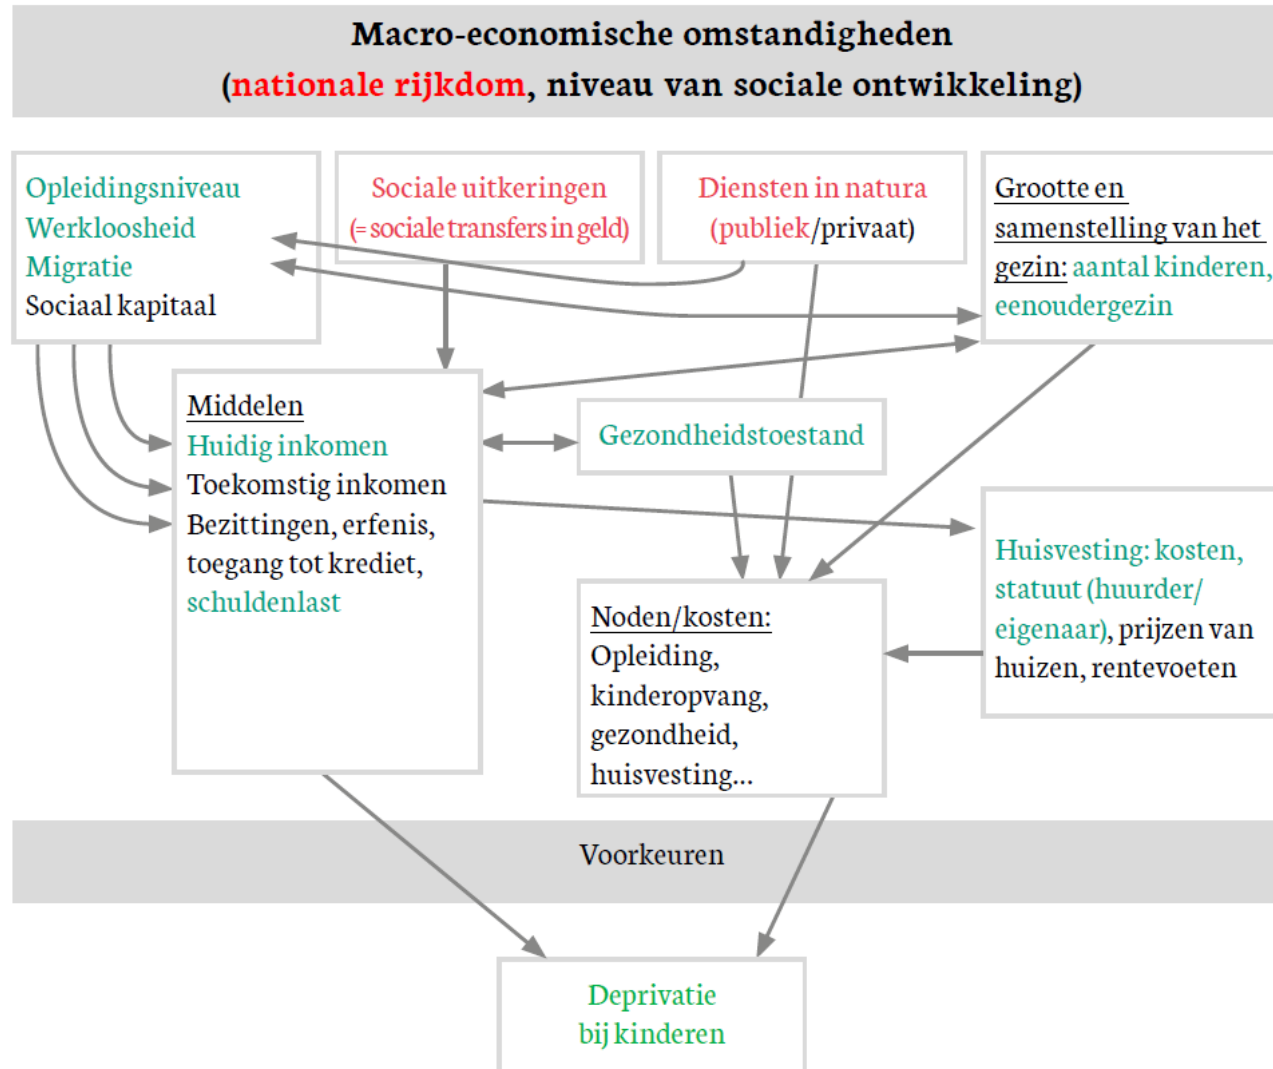 Macro-economische omstandigheden
(nationale rijkdom, niveau van sociale ontwikkeling)
Opleidingsniveau
Werkloosheid
Migratie
Sociaal kapitaal
Sociale uitkeringen
(= sociale transfers in geld)
Diensten in natura
(publiek/privaat)
Grootte en
samenstelling van het
gezin: aantal kinderen,
eenoudergezin
Middelen
Huidig inkomen
Toekomstig inkomen
Bezittingen, erfenis,
toegang tot krediet,
schuldenlast
Gezondheidstoestand
Huisvesting: kosten,
statuut (huurder/
eigenaar), prijzen van
huizen, rentevoeten
Noden/kosten:
Opleiding,
kinderopvang,
gezondheid,
huisvesting...
Voorkeuren
Deprivatie
bij kinderen